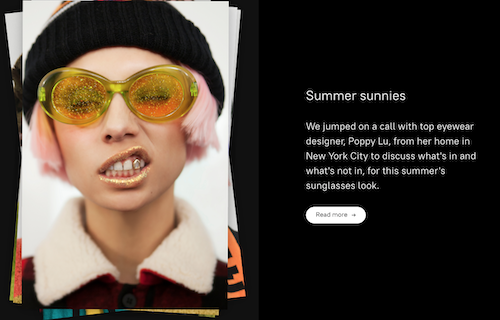 Summer sunnies
We jumped on a call with top eyewear
designer, Poppy Lu, from her home in
New York City to discuss what's in and
what's not in, for this summer's
sunglasses look.
Read more →